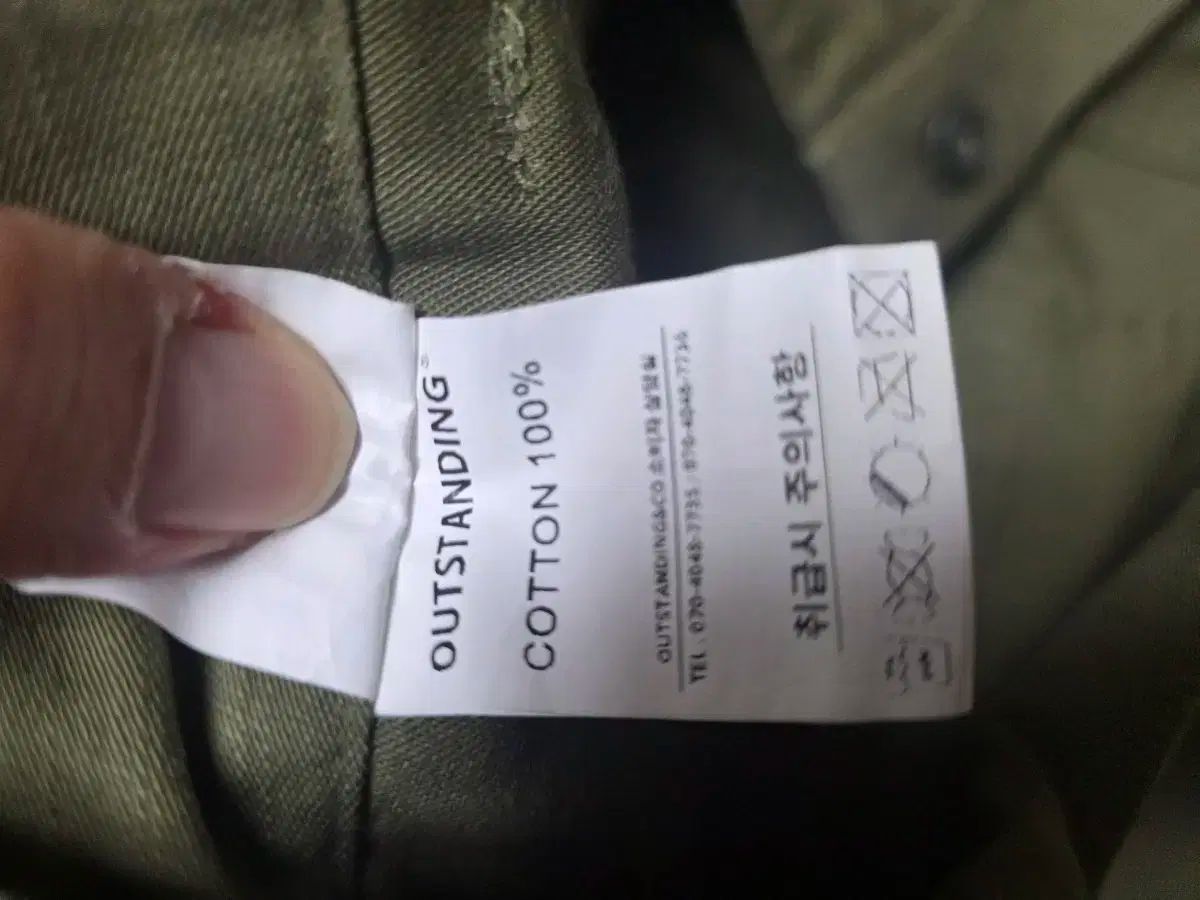 OUTSTANDING
COTTON 100%
OUTSTANDING&CO 소비자 상담실
TEL : 070-4048-7735 / 070-4048-7736
취급시 주의사항